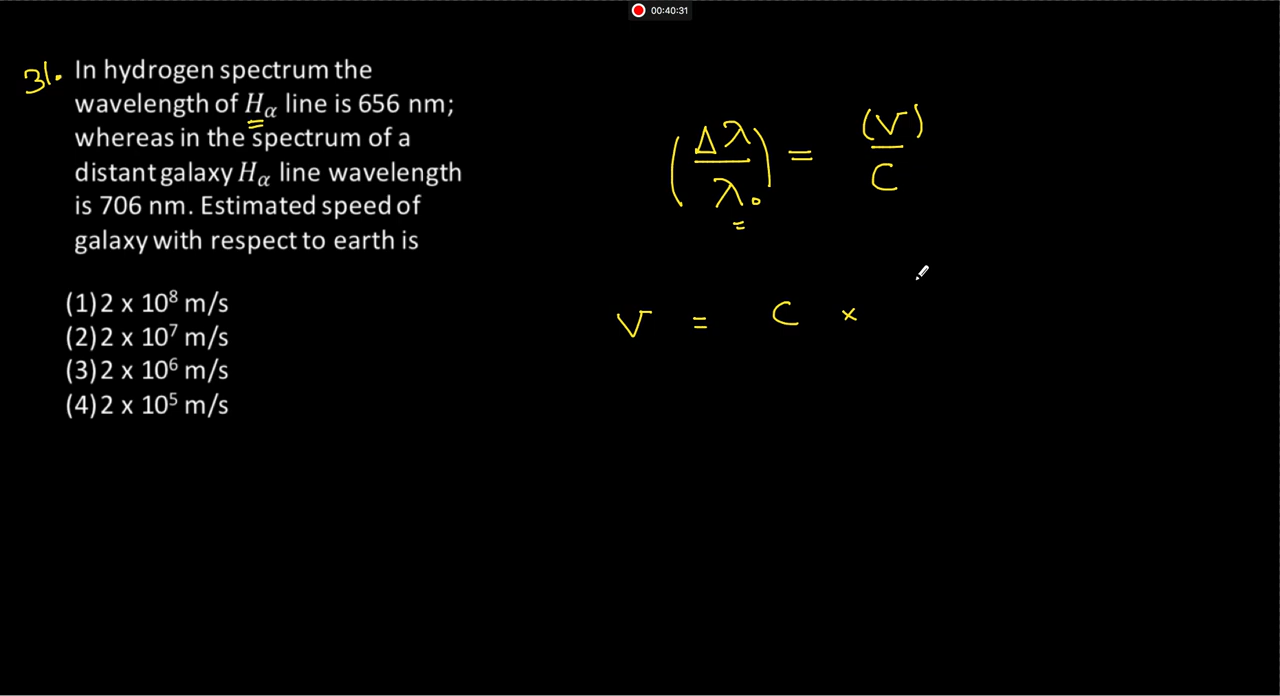 00:40:31
31. In hydrogen spectrum the
wavelength of H_α line is 656 nm;
whereas in the spectrum of a
distant galaxy H_α line wavelength
is 706 nm. Estimated speed of
galaxy with respect to earth is
(1) 2 x 10⁸ m/s
(2) 2 x 10⁷ m/s
(3) 2 x 10⁶ m/s
(4) 2 x 10⁵ m/s
(Δλ/λ₀) = (V)/C
V = C ×